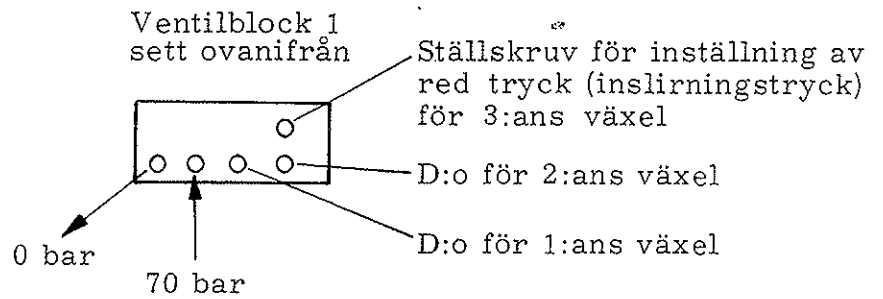 Ventilblock 1
sett ovanifrån
Ställskruv för inställning av
red tryck (inslirningstryck)
för 3:ans växel
D:o för 2:ans växel
D:o för 1:ans växel
0 bar
70 bar